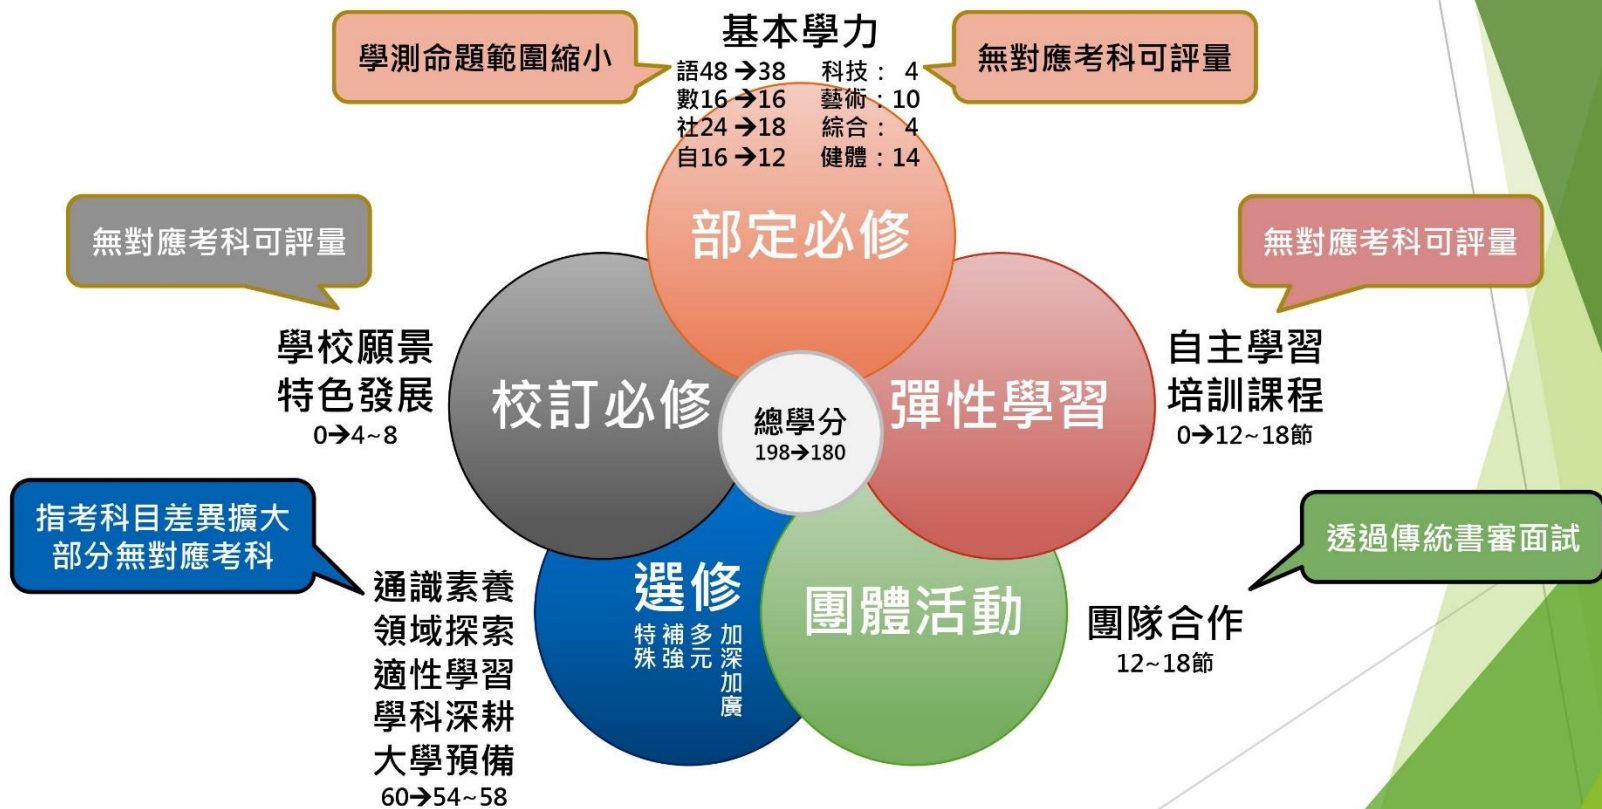 學測命題範圍縮小
基本學力
語48→38 科技：4
數16→16 藝術：10
社24→18 綜合：4
自16→12 健體：14
無對應考科可評量
部定必修
無對應考科可評量
學校願景
特色發展
0→4~8
校訂必修
總學分
198→180
彈性學習
無對應考科可評量
自主學習
培訓課程
0→12~18節
指考科目差異擴大
部分無對應考科
通識素養
領域探索
適性學習
學科深耕
大學預備
60→54~58
選修
加深加廣
多元
補強
特殊
團體活動
透過傳統書審面試
團隊合作
12~18節